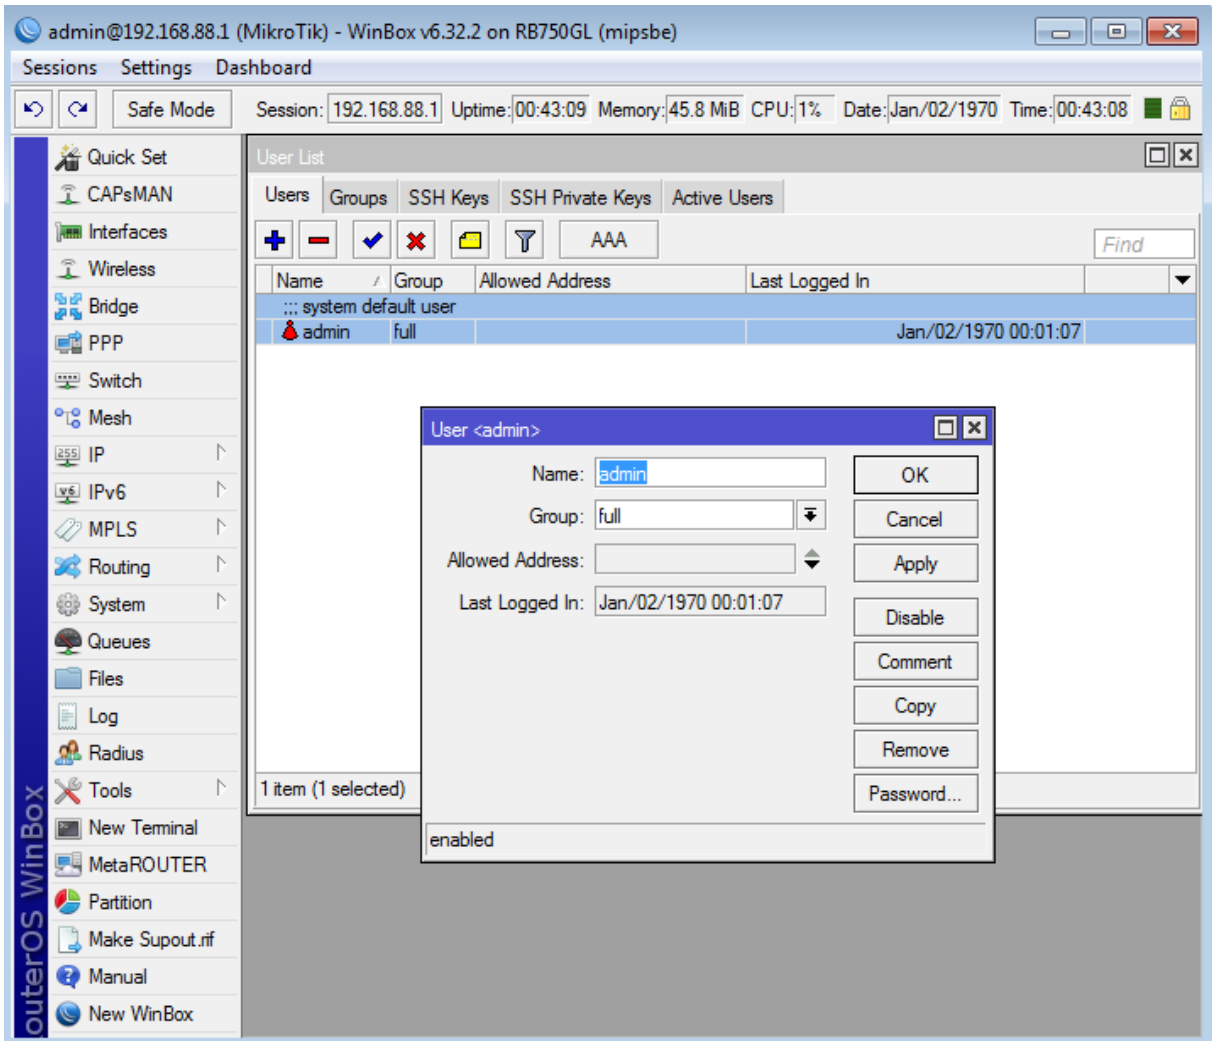 admin@192.168.88.1 (MikroTik) - WinBox v6.32.2 on RB750GL (mipsbe)
Sessions Settings Dashboard
Safe Mode Session: 192.168.88.1 Uptime: 00:43:09 Memory: 45.8 MiB CPU: 1% Date: Jan/02/1970 Time: 00:43:08
Quick Set
CAPsMAN
Interfaces
Wireless
Bridge
PPP
Switch
Mesh
255 IP
v6 IPv6
MPLS
Routing
System
Queues
Files
Log
Radius
Tools
New Terminal
MetaROUTER
Partition
Make Supout.rif
Manual
New WinBox
outerOS WinBox
User List
Users Groups SSH Keys SSH Private Keys Active Users
AAA Find
Name Group Allowed Address Last Logged In
;;; system default user
admin full Jan/02/1970 00:01:07
1 item (1 selected)
User <admin>
Name: admin
Group: full
Allowed Address:
Last Logged In: Jan/02/1970 00:01:07
OK
Cancel
Apply
Disable
Comment
Copy
Remove
Password...
enabled